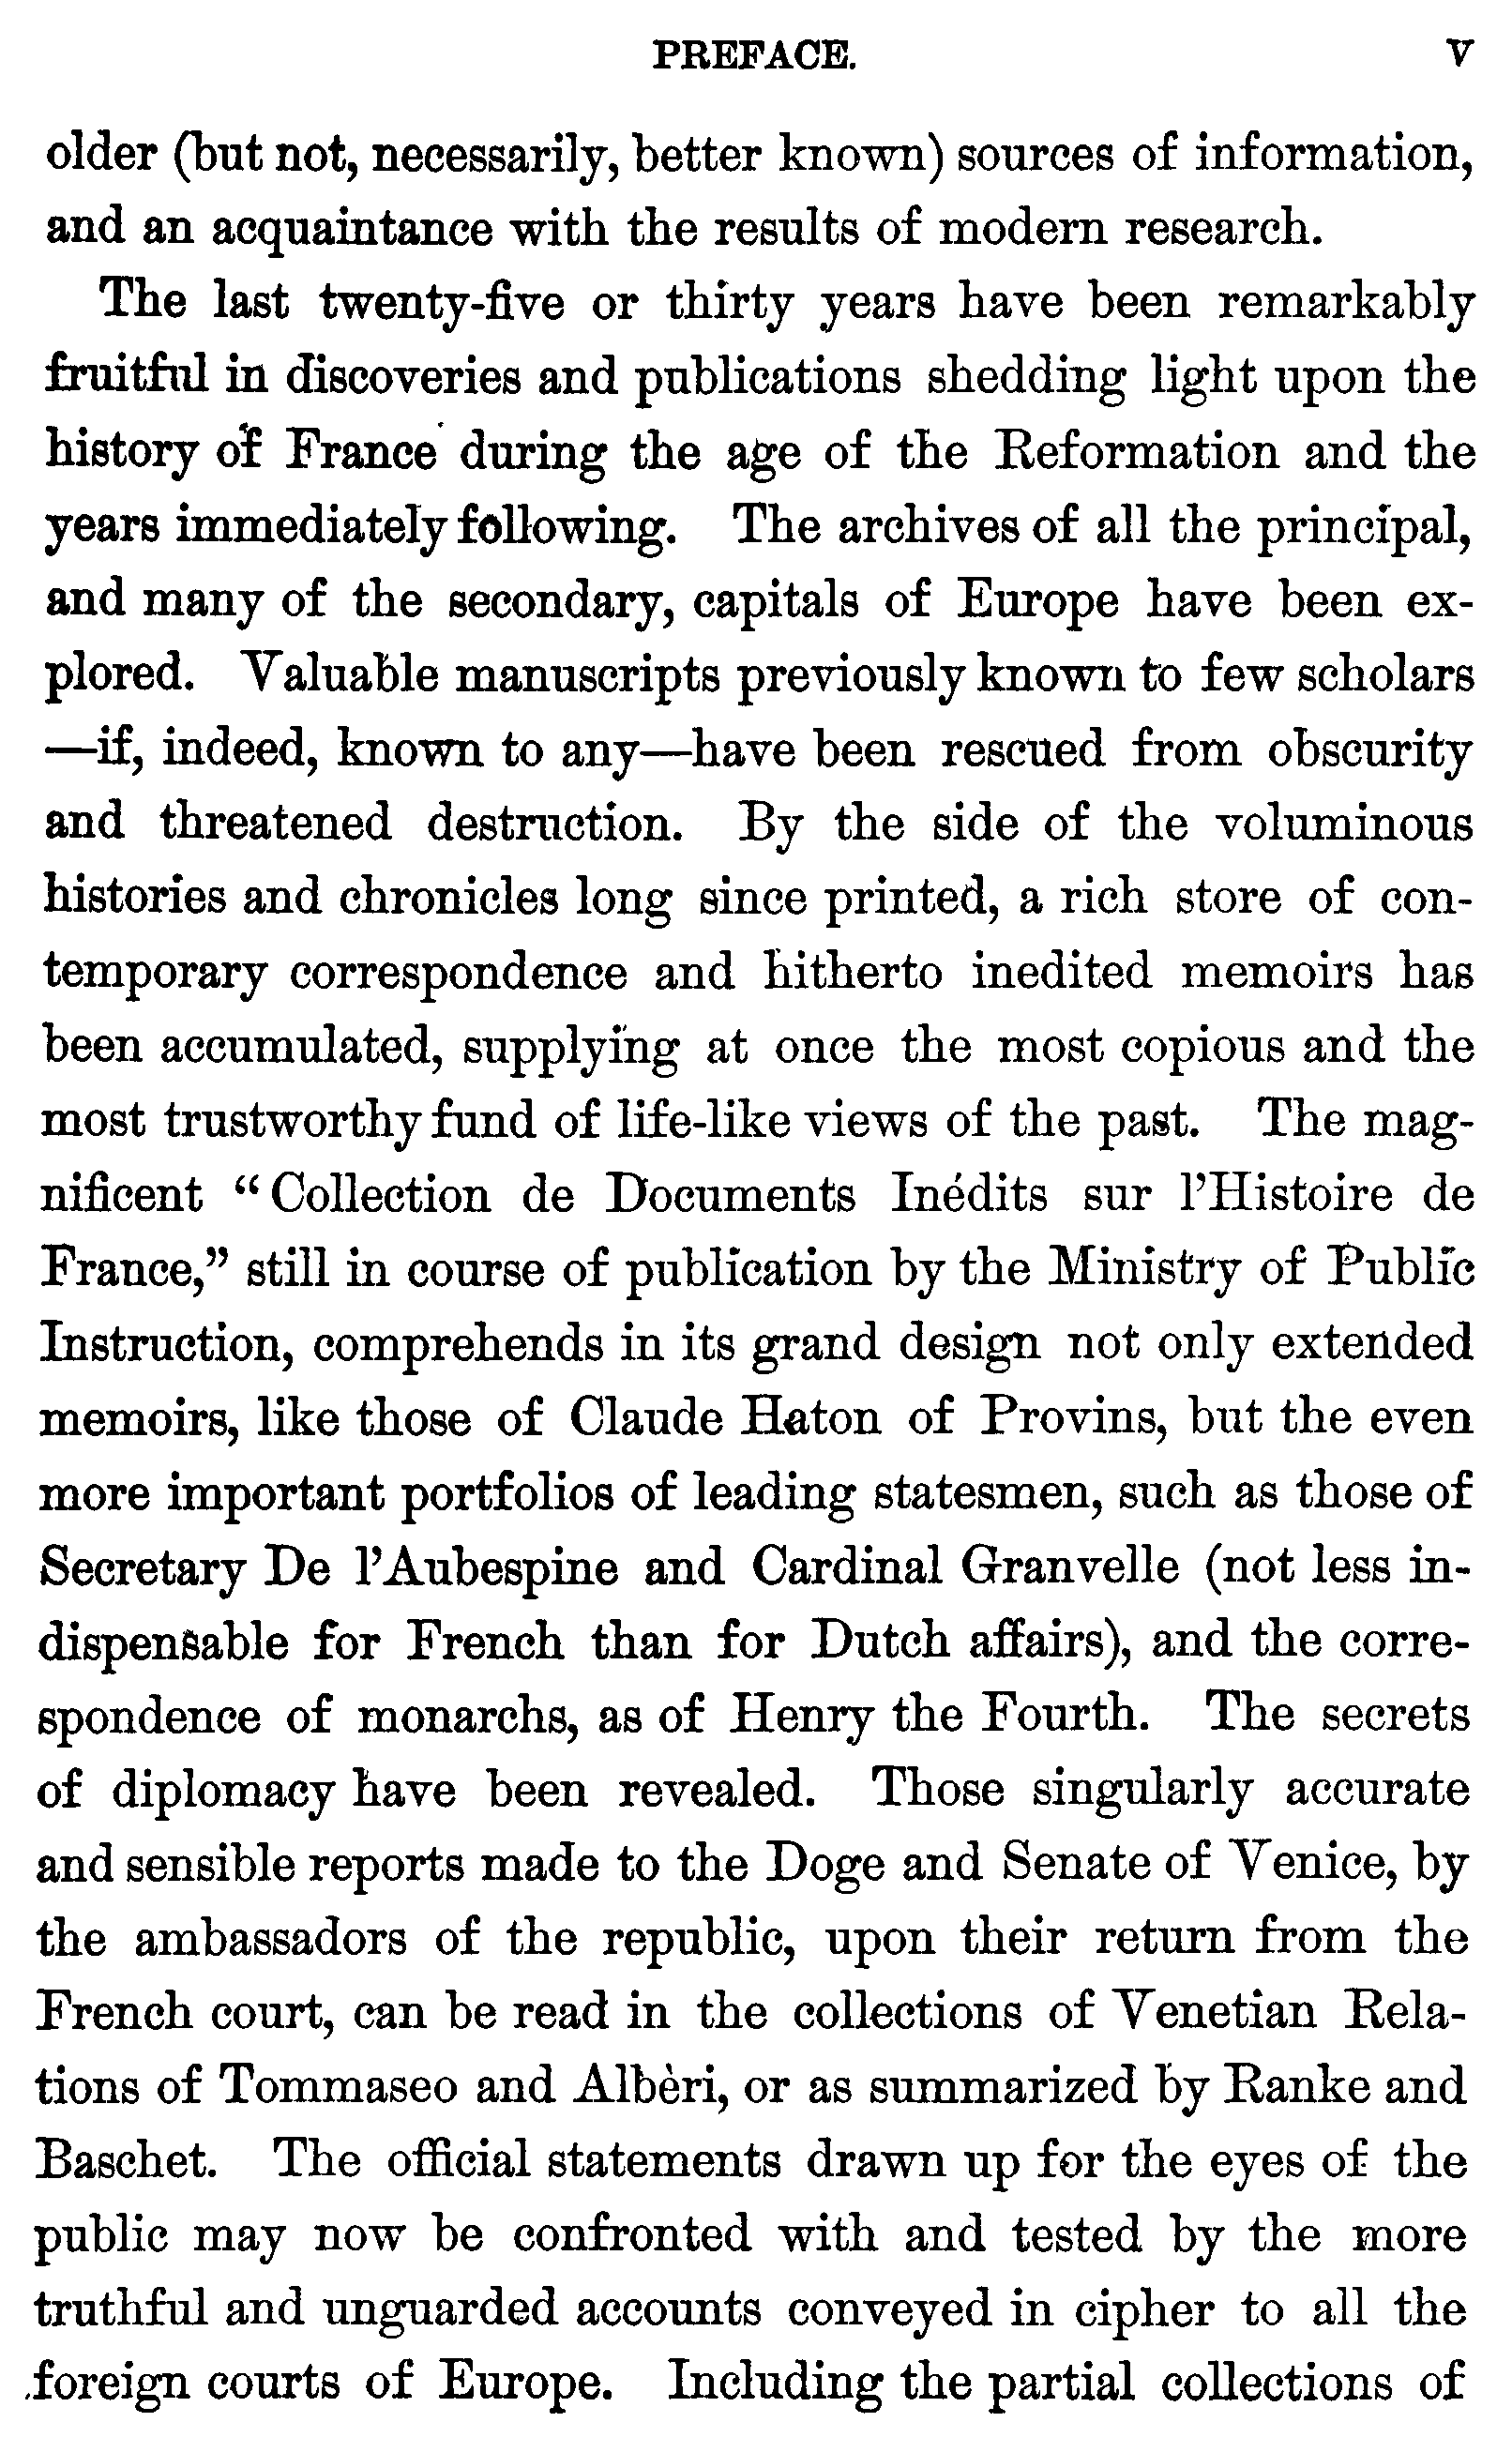 PREFACE. V
older (but not, necessarily, better known) sources of information,
and an acquaintance with the results of modern research.
The last twenty-five or thirty years have been remarkably
fruitful in discoveries and publications shedding light upon the
history of France during the age of the Reformation and the
years immediately following. The archives of all the principal,
and many of the secondary, capitals of Europe have been ex-
plored. Valuable manuscripts previously known to few scholars
—if, indeed, known to any—have been rescued from obscurity
and threatened destruction. By the side of the voluminous
histories and chronicles long since printed, a rich store of con-
temporary correspondence and hitherto inedited memoirs has
been accumulated, supplying at once the most copious and the
most trustworthy fund of life-like views of the past. The mag-
nificent “Collection de Documents Inédits sur l’Histoire de
France,” still in course of publication by the Ministry of Public
Instruction, comprehends in its grand design not only extended
memoirs, like those of Claude Haton of Provins, but the even
more important portfolios of leading statesmen, such as those of
Secretary De l’Aubespine and Cardinal Granvelle (not less in-
dispensable for French than for Dutch affairs), and the corre-
spondence of monarchs, as of Henry the Fourth. The secrets
of diplomacy have been revealed. Those singularly accurate
and sensible reports made to the Doge and Senate of Venice, by
the ambassadors of the republic, upon their return from the
French court, can be read in the collections of Venetian Rela-
tions of Tommaseo and Albèri, or as summarized by Ranke and
Baschet. The official statements drawn up for the eyes of the
public may now be confronted with and tested by the more
truthful and unguarded accounts conveyed in cipher to all the
foreign courts of Europe. Including the partial collections of